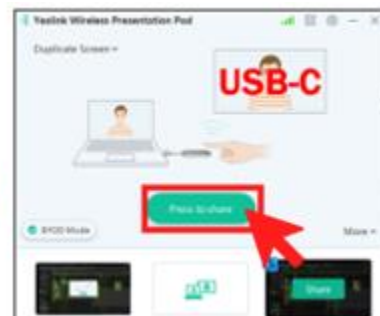 Yealink Wireless Presentation Pod
Duplicate Screen
USB-C
Press to share
BYOD Mode
More
Share